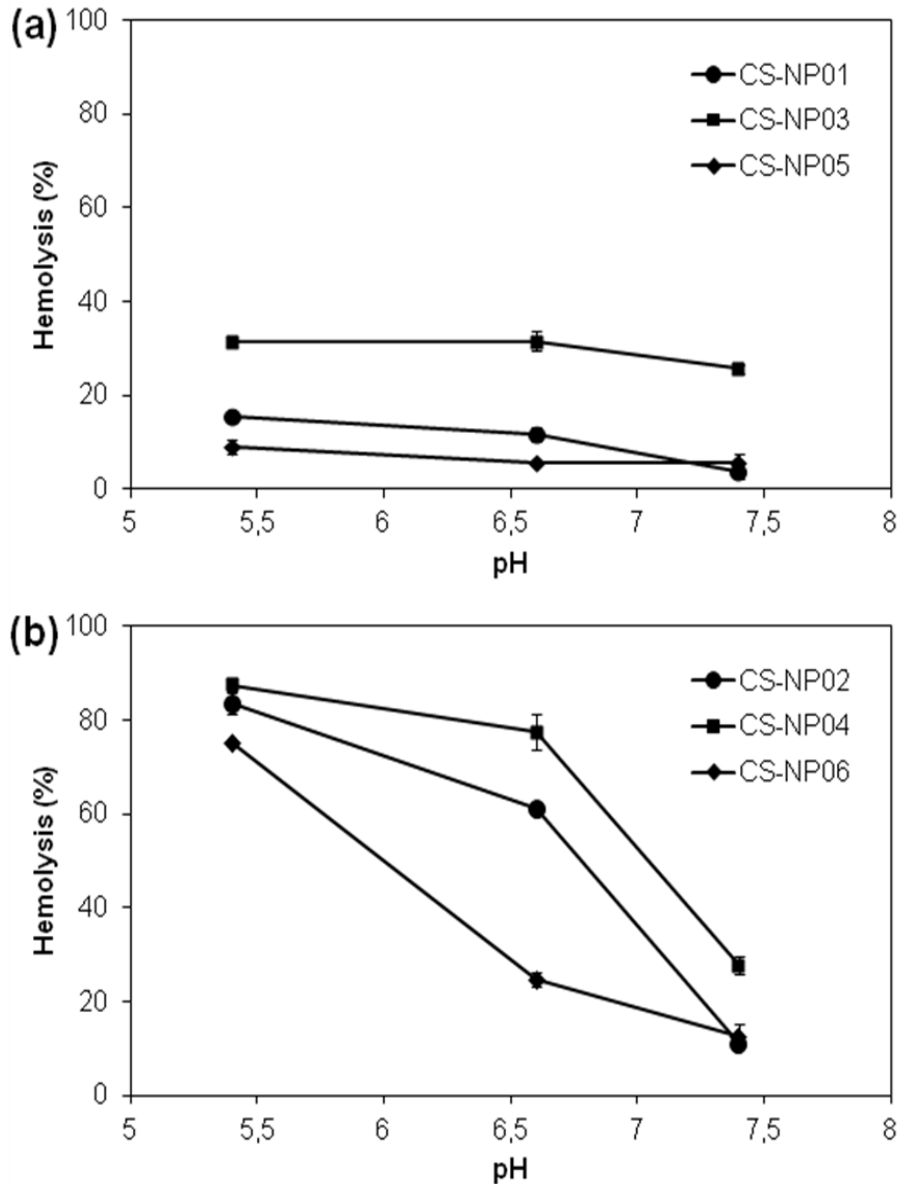 (a)
100
80
60
40
20
0
Hemolysis (%)
CS-NP01
CS-NP03
CS-NP05
5 5,5 6 6,5 7 7,5 8
pH
(b)
100
80
60
40
20
0
Hemolysis (%)
CS-NP02
CS-NP04
CS-NP06
5 5,5 6 6,5 7 7,5 8
pH